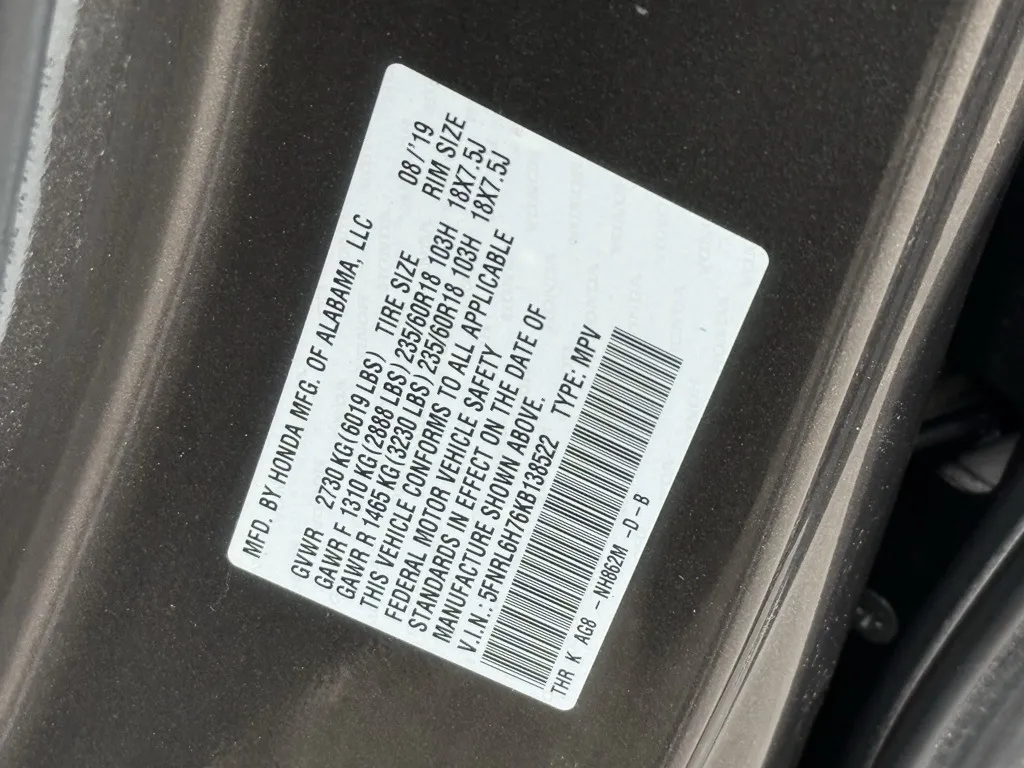 MFD. BY HONDA MFG. OF ALABAMA, LLC 08/'19
GVWR 2730 KG(6019 LBS) TIRE SIZE RIM SIZE
GAWR F 1310 KG(2888 LBS) 235/60R18 103H 18X7.5J
GAWR R 1465 KG(3230 LBS) 235/60R18 103H 18X7.5J
THIS VEHICLE CONFORMS TO ALL APPLICABLE
FEDERAL MOTOR VEHICLE SAFETY
STANDARDS IN EFFECT ON THE DATE OF
MANUFACTURE SHOWN ABOVE.
V.I.N.: 5FNRL6H76KB138522 TYPE: MPV
THR K AG8 - NH862M -D - B